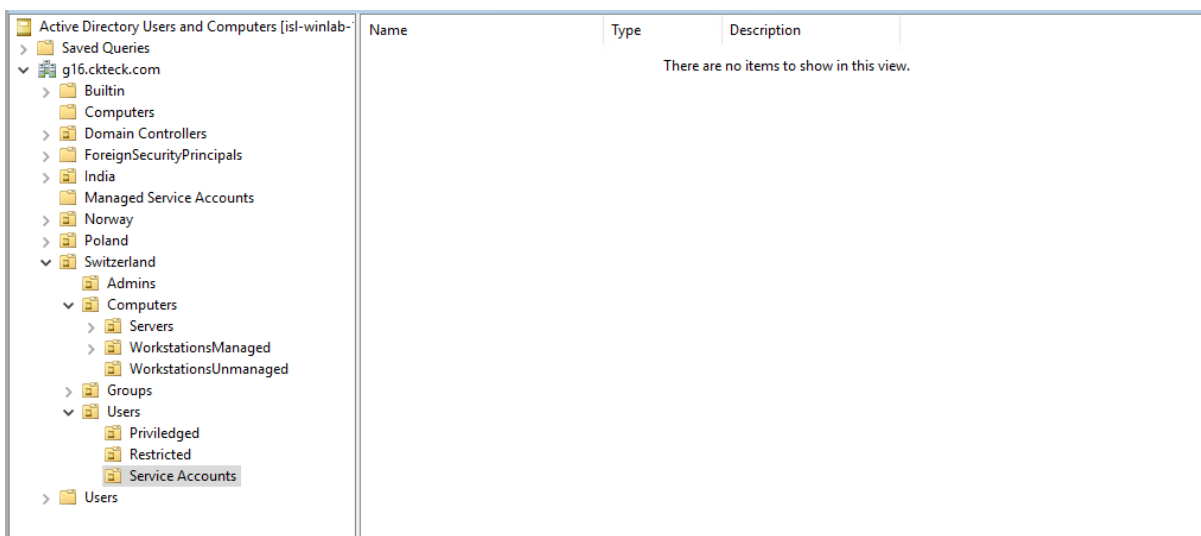 Active Directory Users and Computers [isl-winlab-
Saved Queries
g16.ckteck.com
Builtin
Computers
Domain Controllers
ForeignSecurityPrincipals
India
Managed Service Accounts
Norway
Poland
Switzerland
Admins
Computers
Servers
WorkstationsManaged
WorkstationsUnmanaged
Groups
Users
Priviledged
Restricted
Service Accounts
Users
Name Type Description
There are no items to show in this view.